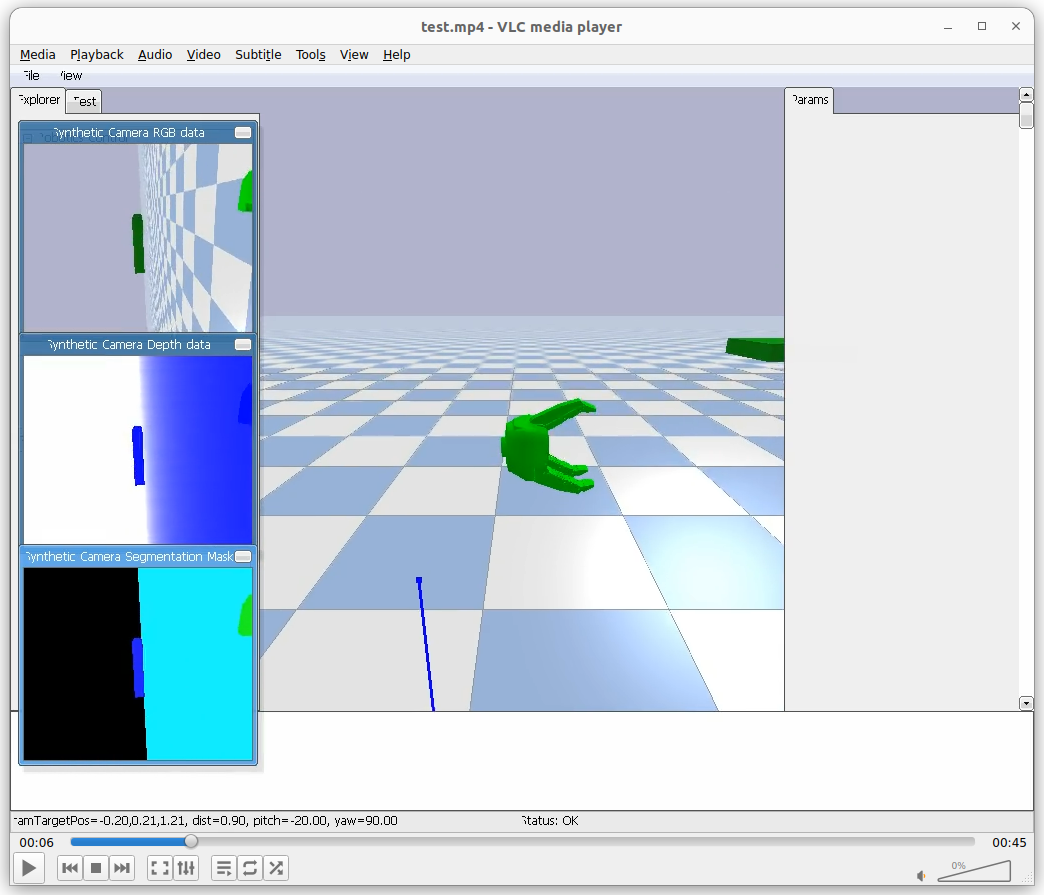 test.mp4 - VLC media player
Media Playback Audio Video Subtitle Tools View Help
File View
Explorer Test Params
Synthetic Camera RGB data
Synthetic Camera Depth data
Synthetic Camera Segmentation Mask
ramTargetPos=-0.20,0.21,1.21, dist=0.90, pitch=-20.00, yaw=90.00 Status: OK
00:06 00:45
0%